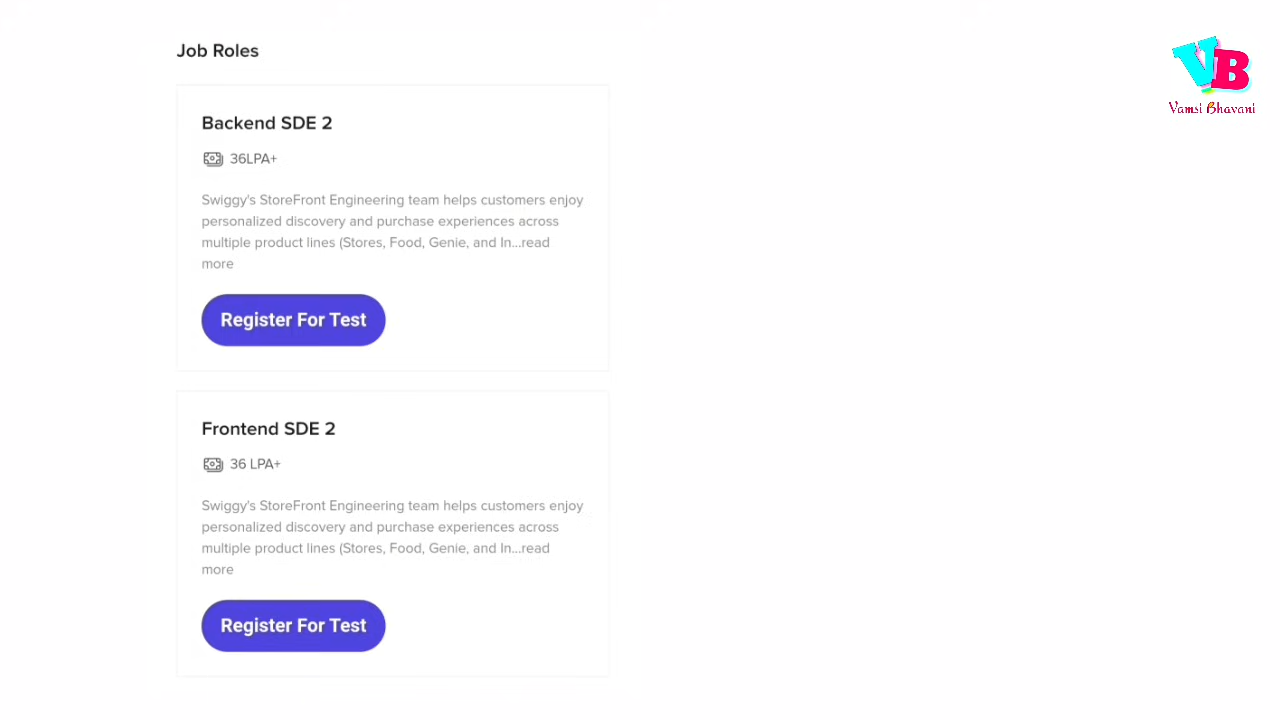 Job Roles
VB
Vamsi Bhavani
Backend SDE 2
36LPA+
Swiggy's StoreFront Engineering team helps customers enjoy
personalized discovery and purchase experiences across
multiple product lines (Stores, Food, Genie, and In...read
more
Register For Test
Frontend SDE 2
36 LPA+
Swiggy's StoreFront Engineering team helps customers enjoy
personalized discovery and purchase experiences across
multiple product lines (Stores, Food, Genie, and In...read
more
Register For Test